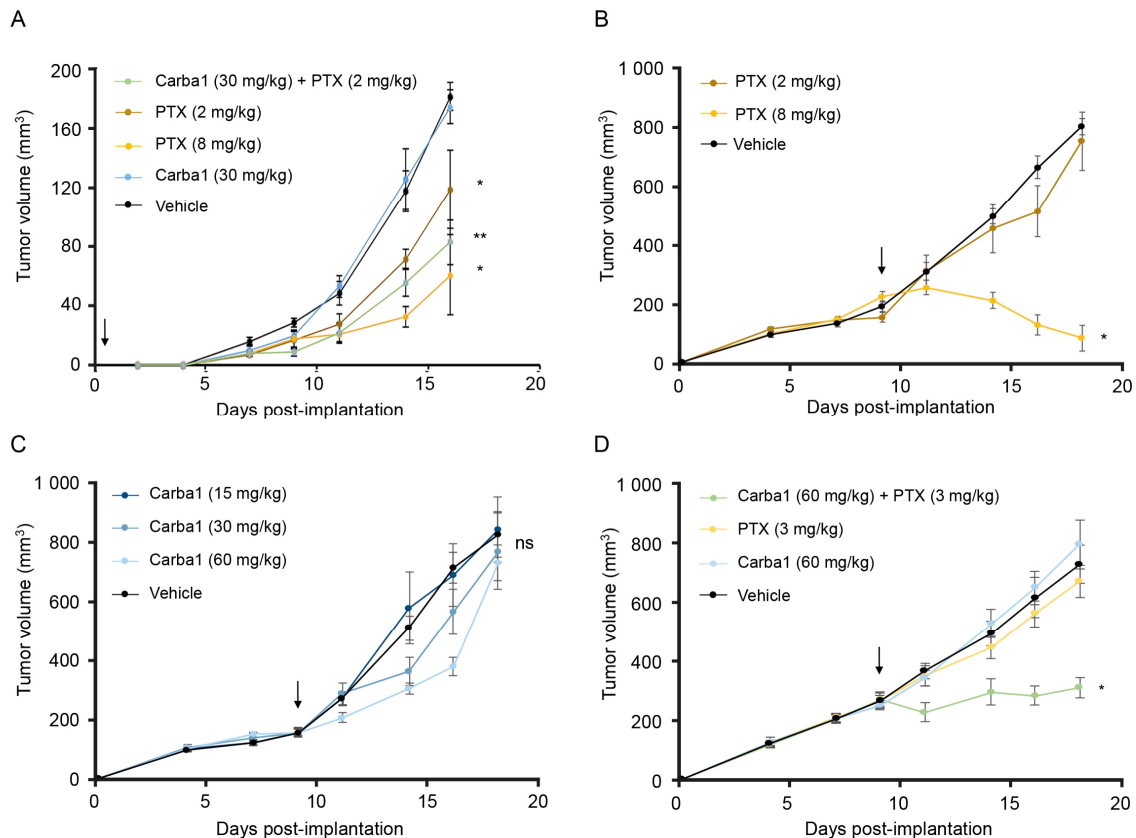 A
Tumor volume (mm³)
200
160
120
80
40
0
5
10
15
20
Days post-implantation
Carba1 (30 mg/kg) + PTX (2 mg/kg)
PTX (2 mg/kg)
PTX (8 mg/kg)
Carba1 (30 mg/kg)
Vehicle
*
**
*
B
Tumor volume (mm³)
1 000
800
600
400
200
0
0
5
10
15
20
Days post-implantation
PTX (2 mg/kg)
PTX (8 mg/kg)
Vehicle
*
C
Tumor volume (mm³)
1 000
800
600
400
200
0
0
5
10
15
20
Days post-implantation
Carba1 (15 mg/kg)
Carba1 (30 mg/kg)
Carba1 (60 mg/kg)
Vehicle
ns
D
Tumor volume (mm³)
1 000
800
600
400
200
0
0
5
10
15
20
Days post-implantation
Carba1 (60 mg/kg) + PTX (3 mg/kg)
PTX (3 mg/kg)
Carba1 (60 mg/kg)
Vehicle
*